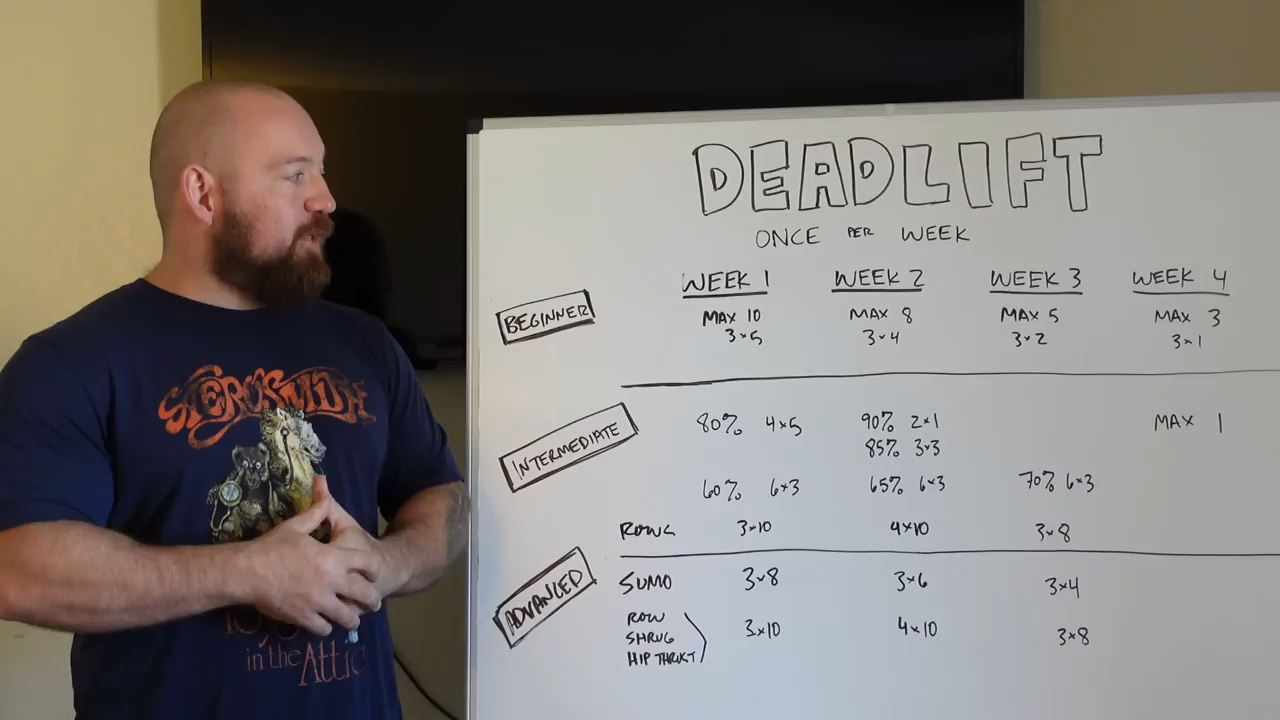 DEADLIFT
ONCE PER WEEK
WEEK 1 WEEK 2 WEEK 3 WEEK 4
BEGINNER MAX 10 MAX 8 MAX 5 MAX 3
3×5 3×4 3×2 3×1
INTERMEDIATE 80% 4×5 90% 2×1 MAX 1
85% 3×3
60% 6×3 65% 6×3 70% 6×3
ROWS 3×10 4×10 3×8
ADVANCED SUMO 3×8 3×6 3×4
ROW
SHRUG 3×10 4×10 3×8
HIP THRUST
AEROSMITH
in the Attic